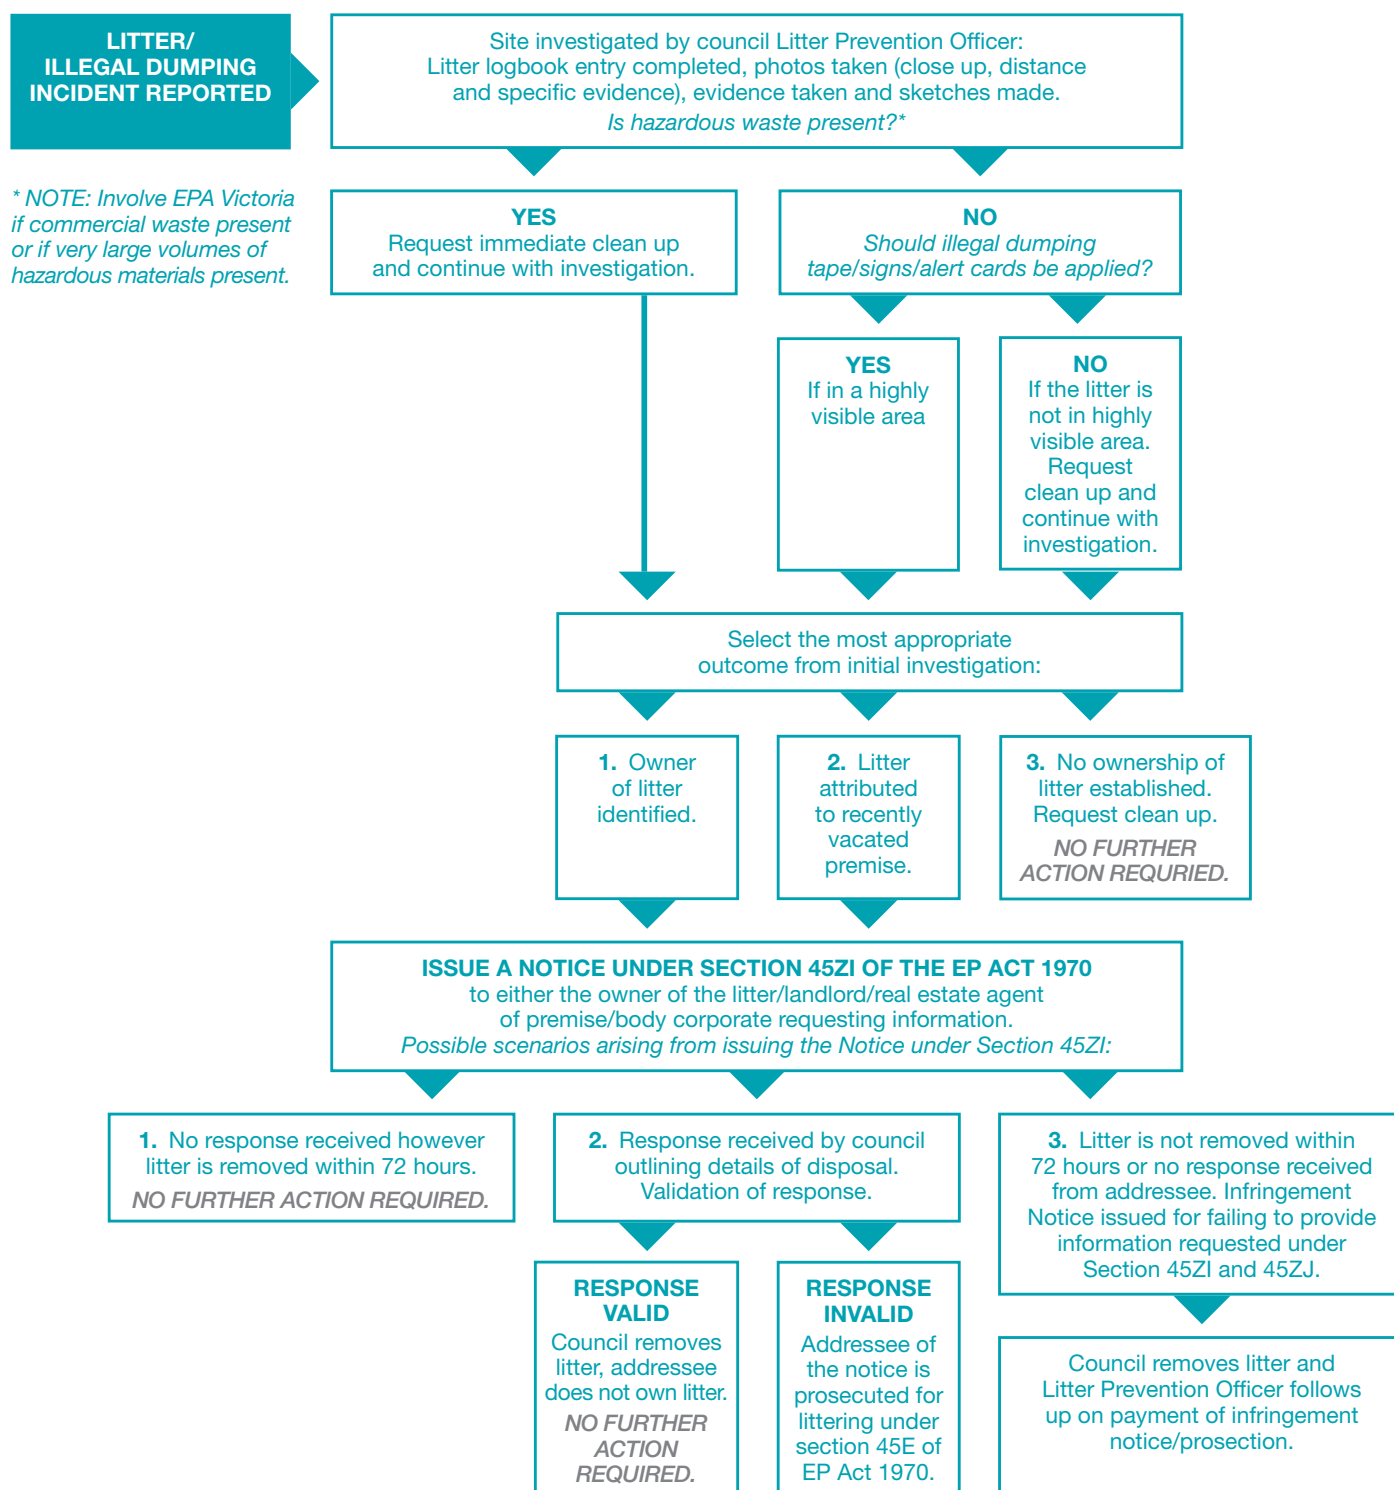 LITTER/
ILLEGAL DUMPING
INCIDENT REPORTED
Site investigated by council Litter Prevention Officer:
Litter logbook entry completed, photos taken (close up, distance
and specific evidence), evidence taken and sketches made.
Is hazardous waste present?*
* NOTE: Involve EPA Victoria
if commercial waste present
or if very large volumes of
hazardous materials present.
YES
Request immediate clean up
and continue with investigation.
NO
Should illegal dumping
tape/signs/alert cards be applied?
YES
If in a highly
visible area
NO
If the litter is
not in highly
visible area.
Request
clean up and
continue with
investigation.
Select the most appropriate
outcome from initial investigation:
1. Owner
of litter
identified.
2. Litter
attributed
to recently
vacated
premise.
3. No ownership of
litter established.
Request clean up.
NO FURTHER
ACTION REQURIED.
ISSUE A NOTICE UNDER SECTION 45ZI OF THE EP ACT 1970
to either the owner of the litter/landlord/real estate agent
of premise/body corporate requesting information.
Possible scenarios arising from issuing the Notice under Section 45ZI:
1. No response received however
litter is removed within 72 hours.
NO FURTHER ACTION REQUIRED.
2. Response received by council
outlining details of disposal.
Validation of response.
3. Litter is not removed within
72 hours or no response received
from addressee. Infringement
Notice issued for failing to provide
information requested under
Section 45ZI and 45ZJ.
RESPONSE
VALID
Council removes
litter, addressee
does not own litter.
NO FURTHER
ACTION
REQUIRED.
RESPONSE
INVALID
Addressee of
the notice is
prosecuted for
littering under
section 45E of
EP Act 1970.
Council removes litter and
Litter Prevention Officer follows
up on payment of infringement
notice/prosection.